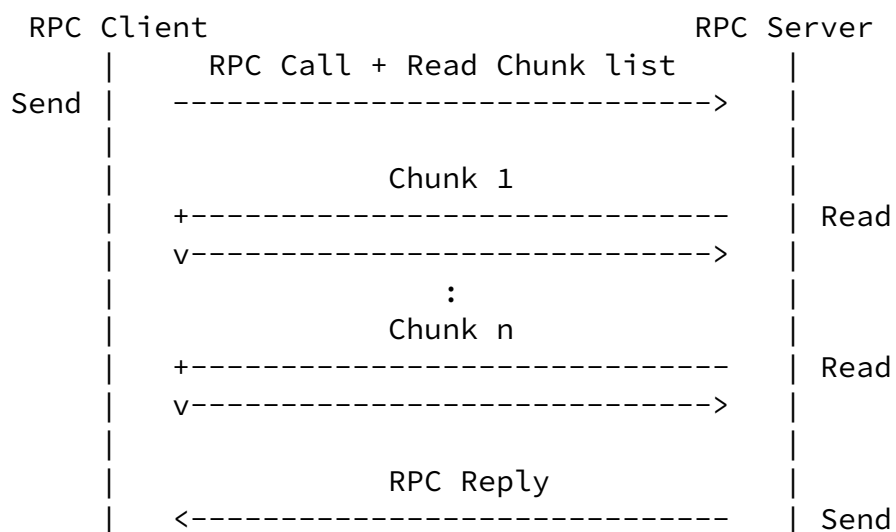 RPC Client                           RPC Server
    |     RPC Call + Read Chunk list      |
Send |   ------------------------------>   |
    |                                     |
    |                                     |
    |               Chunk 1               |
    |   +------------------------------   | Read
    |   v----------------------------->   |
    |                  :                  |
    |               Chunk n               |
    |   +------------------------------   | Read
    |   v----------------------------->   |
    |                                     |
    |               RPC Reply             |
    |   <------------------------------   | Send